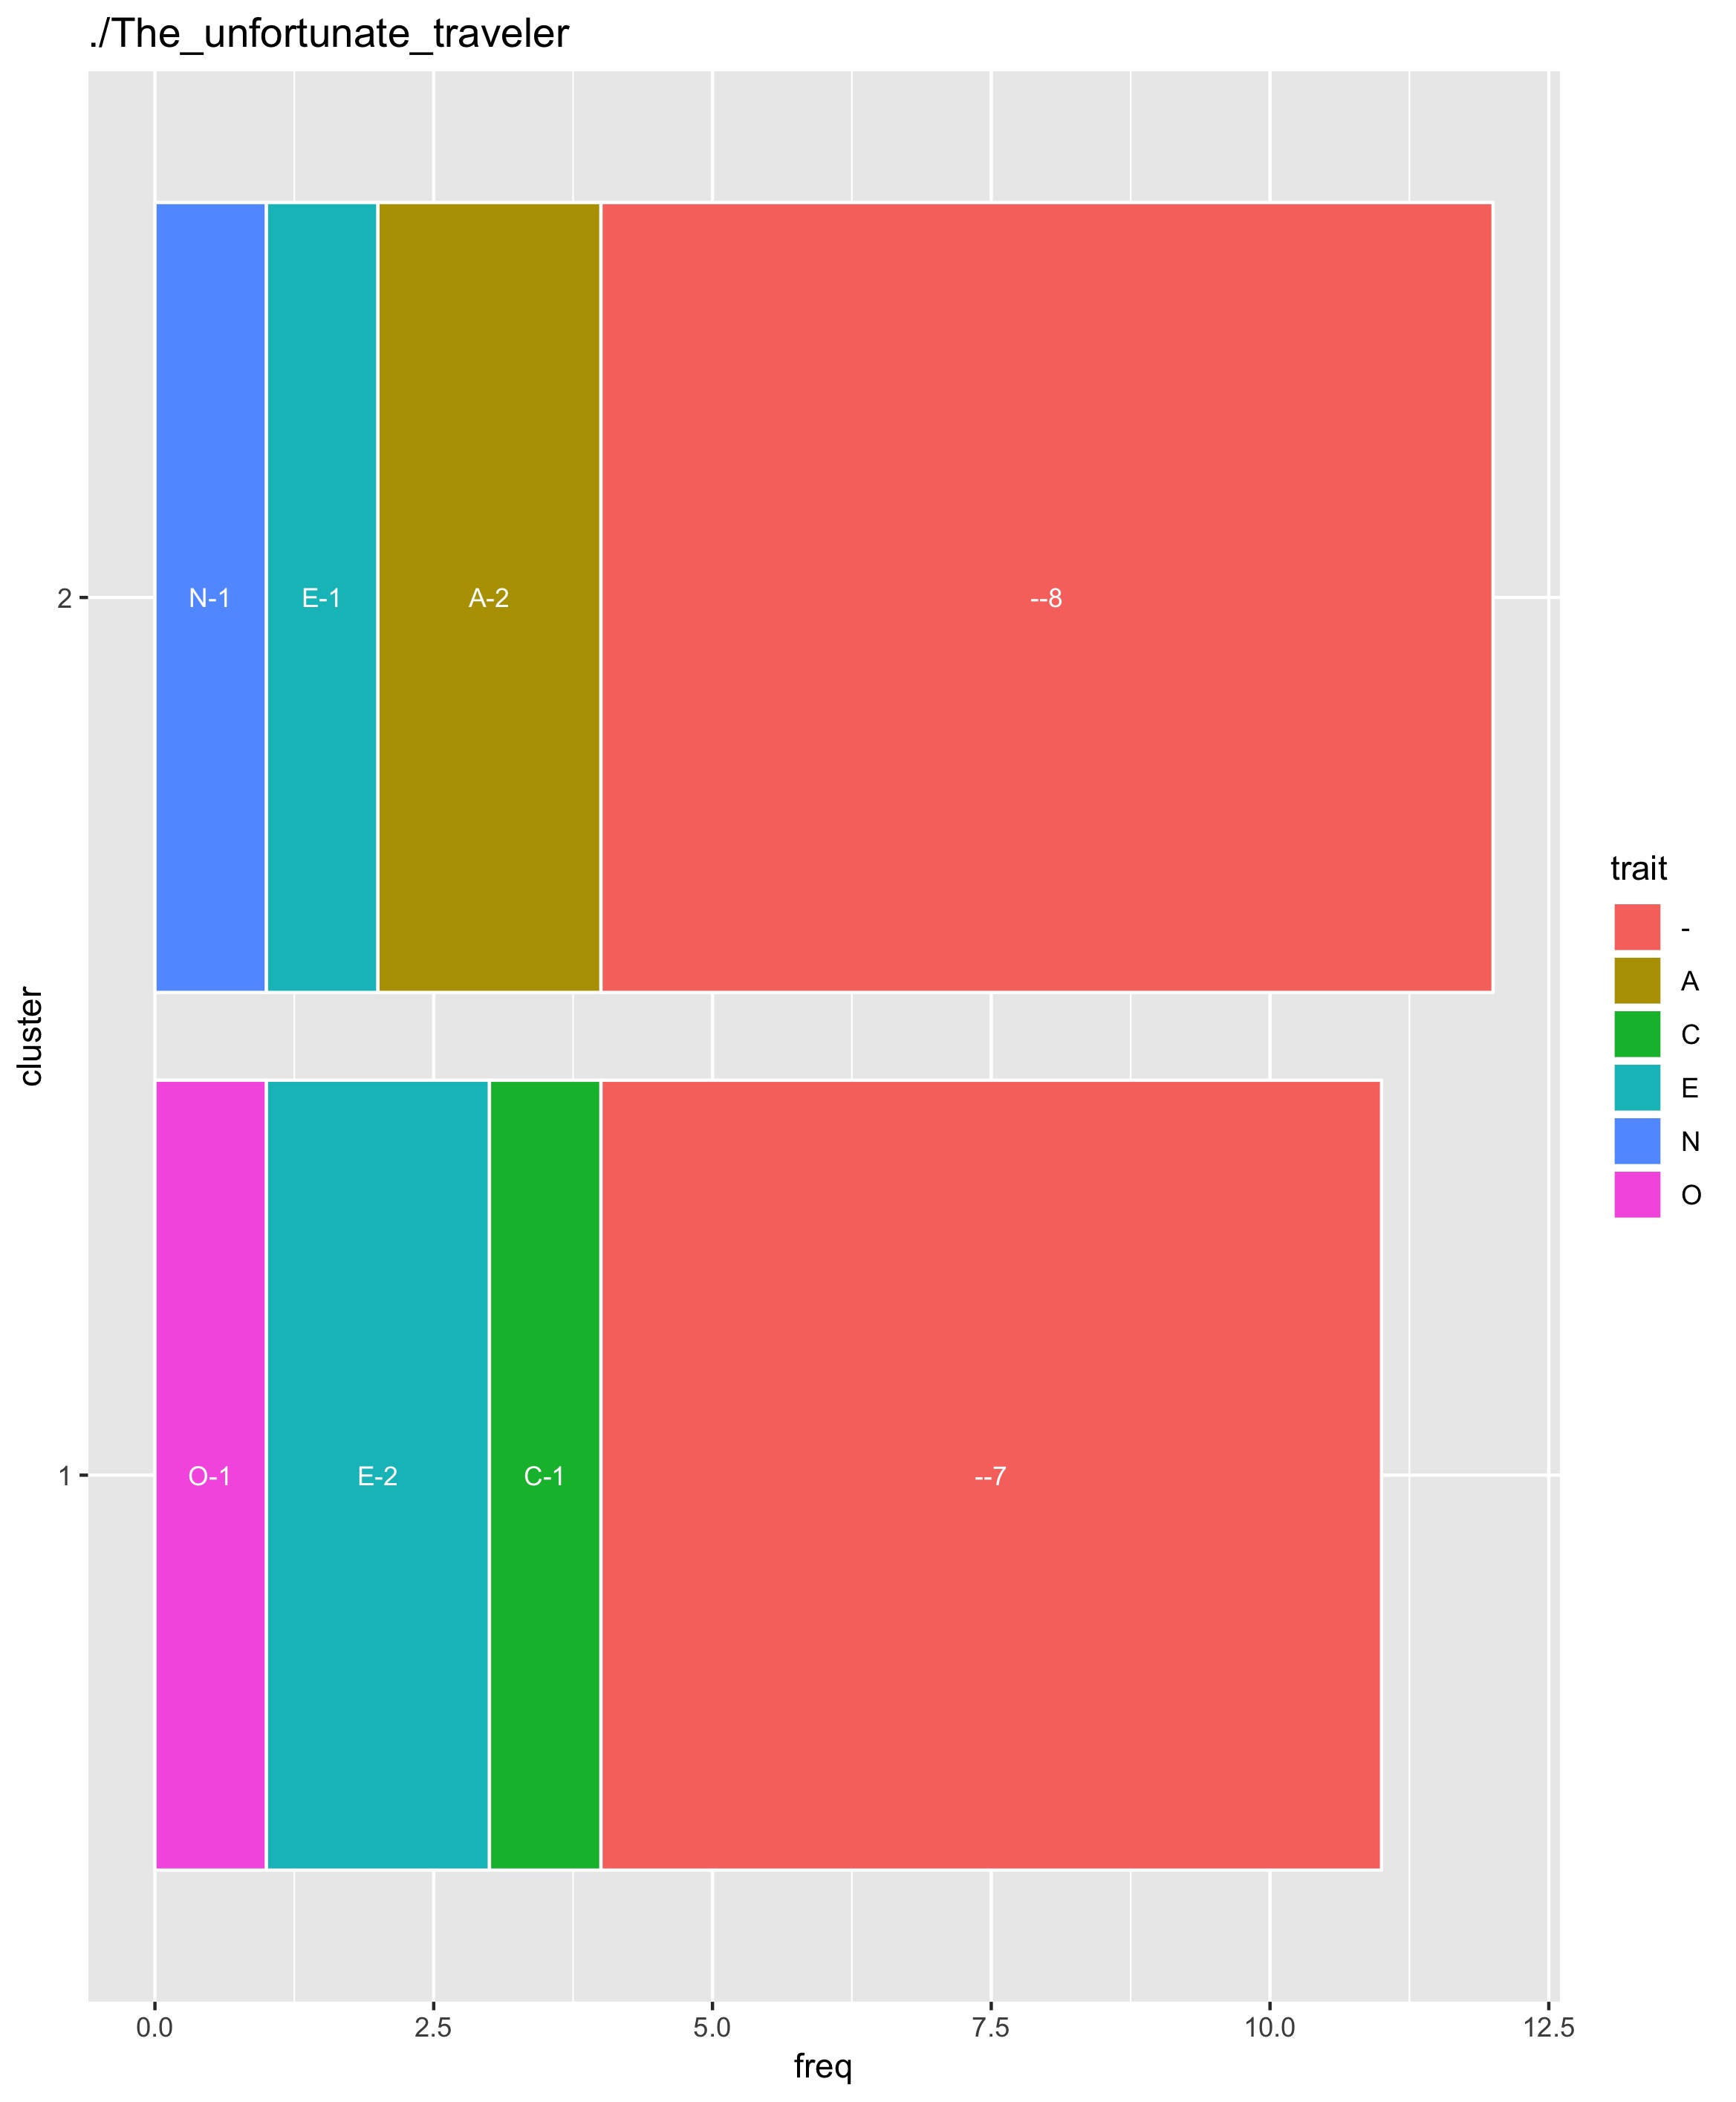 ./The_unfortunate_traveler
2
N-1 E-1 A-2 --8
cluster
1
O-1 E-2 C-1 --7
0.0 2.5 5.0 7.5 10.0 12.5
freq
trait
-
A
C
E
N
O